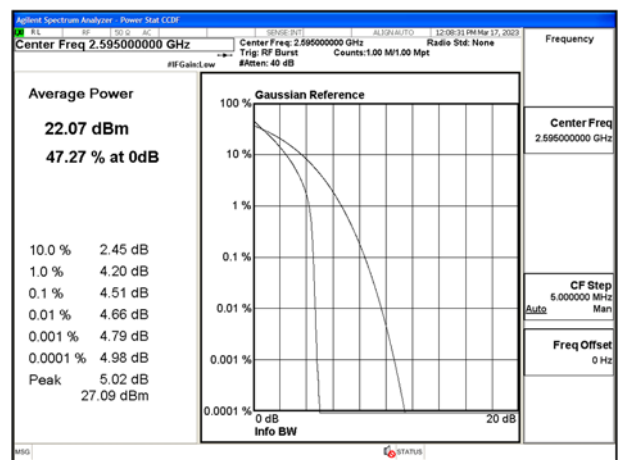 Agilent Spectrum Analyzer - Power Stat CCDF
RL RF 50 Ω AC SENSE:INT ALIGNAUTO 12:08:31 PM Mar 17, 2023
Center Freq 2.595000000 GHz
Center Freq: 2.595000000 GHz Radio Std: None
Trig: RF Burst Counts:1.00 M/1.00 Mpt
#IFGain:Low #Atten: 40 dB
Frequency
Average Power
22.07 dBm
47.27 % at 0dB
10.0 % 2.45 dB
1.0 % 4.20 dB
0.1 % 4.51 dB
0.01 % 4.66 dB
0.001 % 4.79 dB
0.0001 % 4.98 dB
Peak 5.02 dB
27.09 dBm
Gaussian Reference
100 %
10 %
1 %
0.1 %
0.01 %
0.001 %
0.0001 %
0 dB 20 dB
Info BW
Center Freq
2.595000000 GHz
CF Step
5.000000 MHz
Auto Man
Freq Offset
0 Hz
MSG STATUS